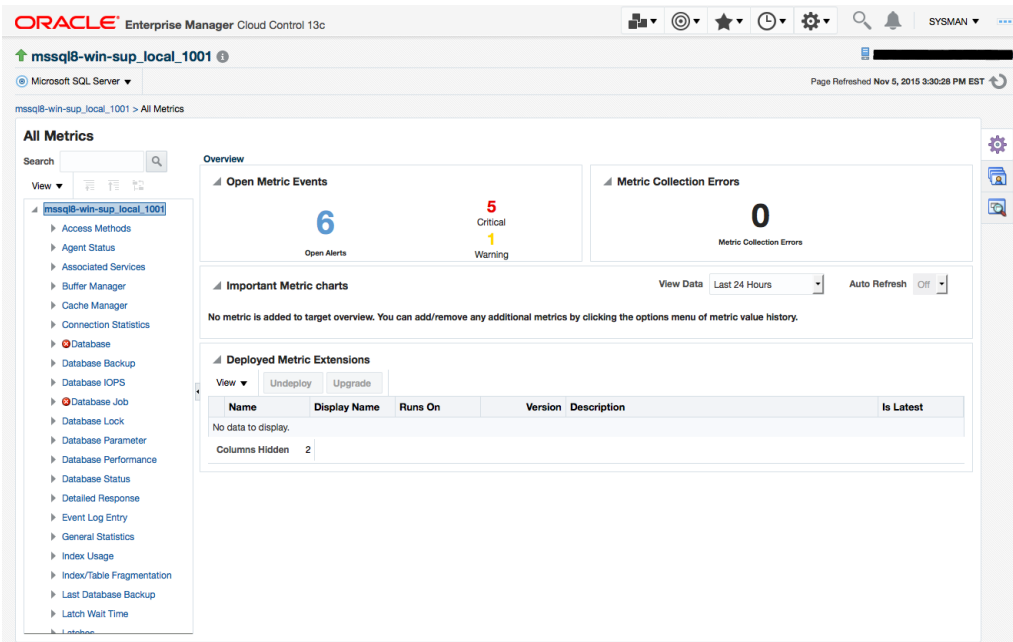 ORACLE Enterprise Manager Cloud Control 13c
SYSMAN
mssql8-win-sup_local_1001
Microsoft SQL Server
Page Refreshed Nov 5, 2015 3:30:28 PM EST
mssql8-win-sup_local_1001 > All Metrics
All Metrics
Search
View
mssql8-win-sup_local_1001
Access Methods
Agent Status
Associated Services
Buffer Manager
Cache Manager
Connection Statistics
Database
Database Backup
Database IOPS
Database Job
Database Lock
Database Parameter
Database Performance
Database Status
Detailed Response
Event Log Entry
General Statistics
Index Usage
Index/Table Fragmentation
Last Database Backup
Latch Wait Time
Latches
Overview
Open Metric Events
6
Open Alerts
5
Critical
1
Warning
Metric Collection Errors
0
Metric Collection Errors
Important Metric charts
View Data Last 24 Hours
Auto Refresh Off
No metric is added to target overview. You can add/remove any additional metrics by clicking the options menu of metric value history.
Deployed Metric Extensions
View Undeploy Upgrade
Name Display Name Runs On Version Description Is Latest
No data to display.
Columns Hidden 2